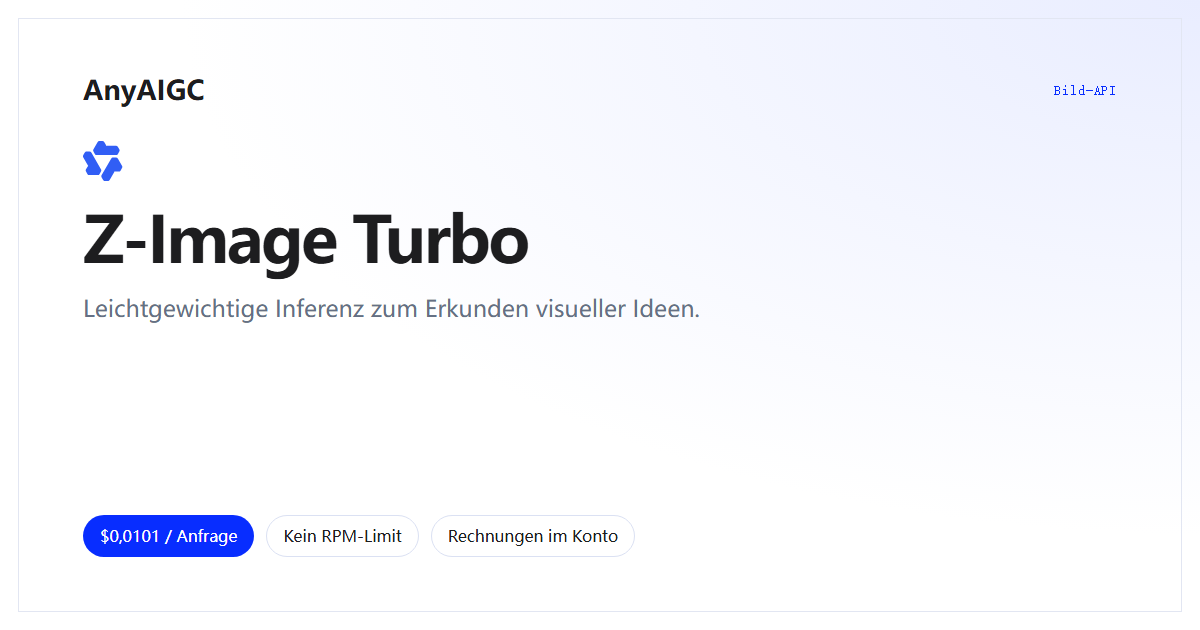 AnyAIGC
Bild-API
Z-Image Turbo
Leichtgewichtige Inferenz zum Erkunden visueller Ideen.
$0,0101 / Anfrage
Kein RPM-Limit
Rechnungen im Konto